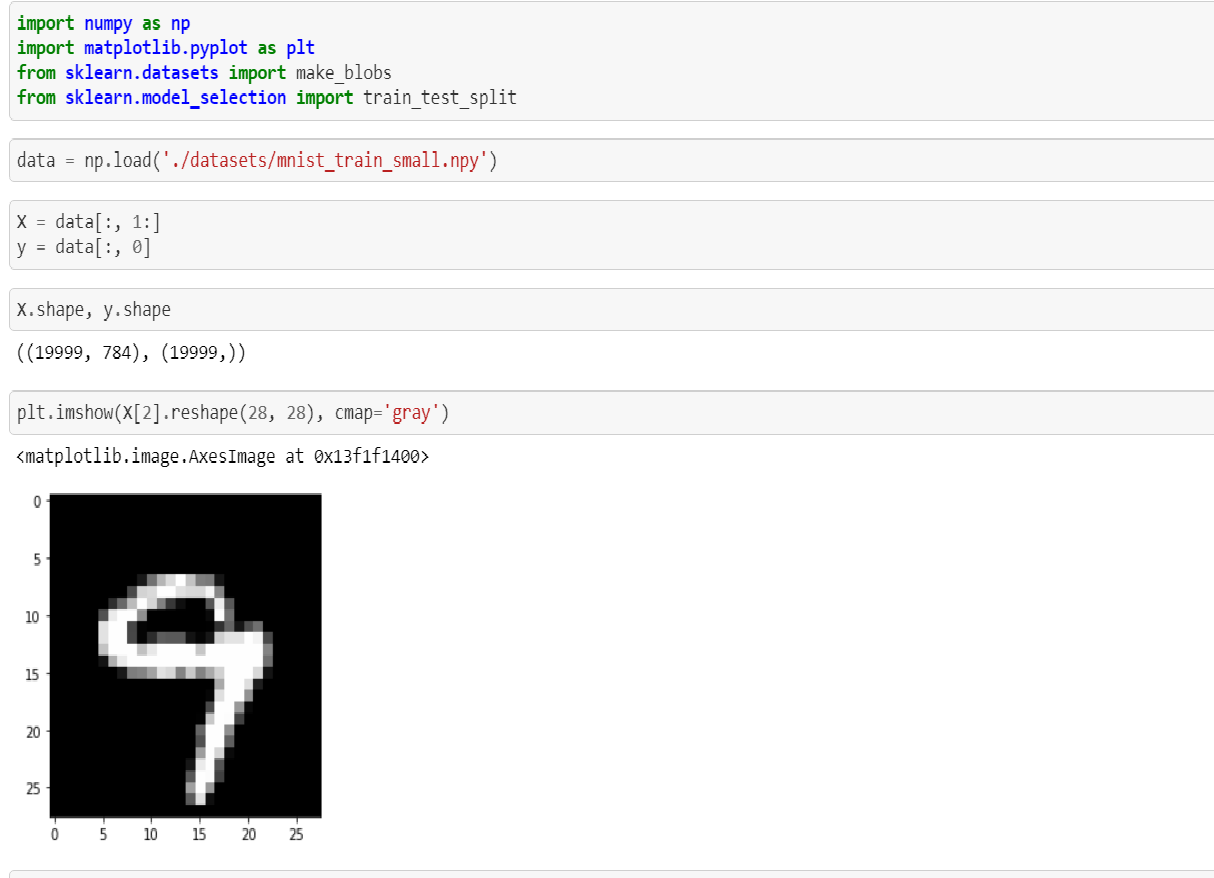 import numpy as np
import matplotlib.pyplot as plt
from sklearn.datasets import make_blobs
from sklearn.model_selection import train_test_split
data = np.load('./datasets/mnist_train_small.npy')
X = data[:, 1:]
y = data[:, 0]
X.shape, y.shape
((19999, 784), (19999,))
plt.imshow(X[2].reshape(28, 28), cmap='gray')
<matplotlib.image.AxesImage at 0x13f1f1400>
0
5
10
15
20
25
0 5 10 15 20 25